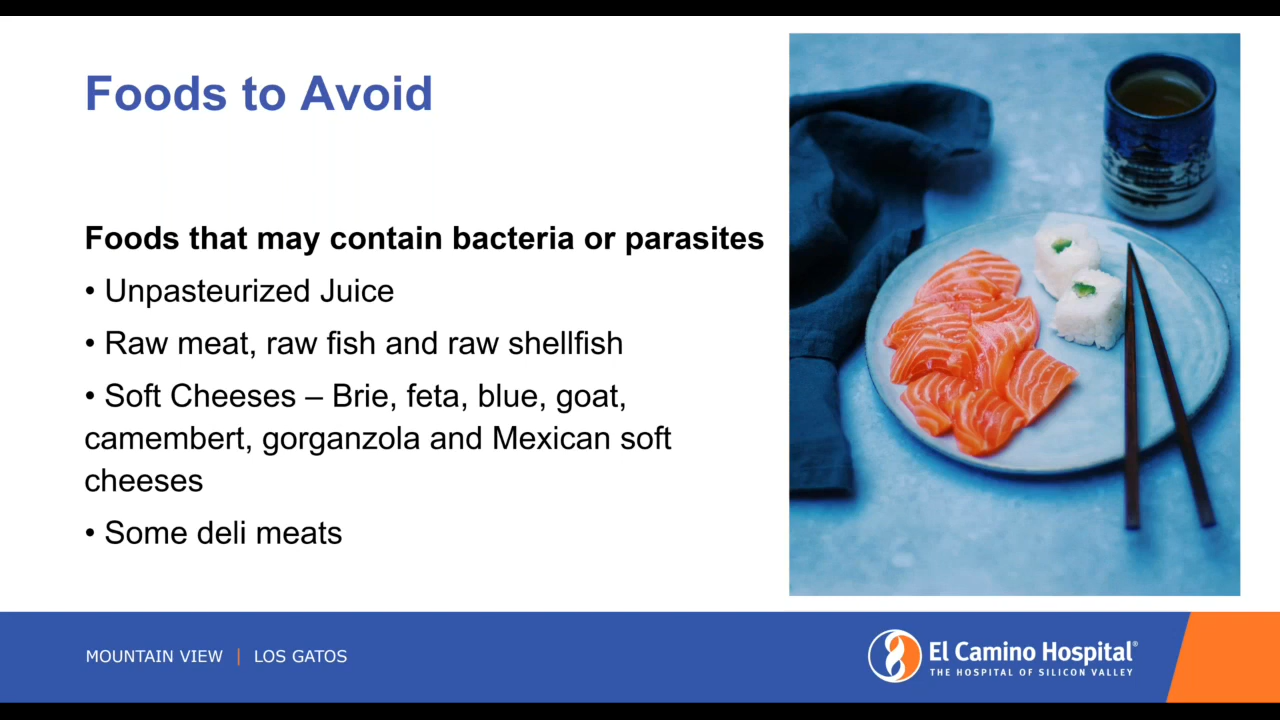 Foods to Avoid
Foods that may contain bacteria or parasites
• Unpasteurized Juice
• Raw meat, raw fish and raw shellfish
• Soft Cheeses – Brie, feta, blue, goat,
camembert, gorganzola and Mexican soft
cheeses
• Some deli meats
MOUNTAIN VIEW | LOS GATOS
El Camino Hospital®
THE HOSPITAL OF SILICON VALLEY